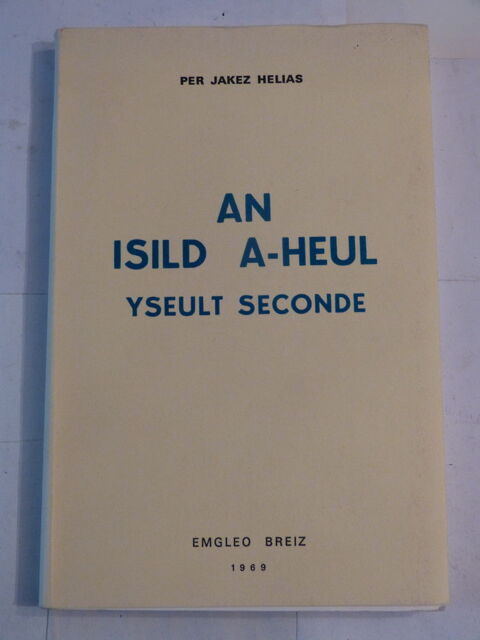 PER JAKEZ HELIAS
AN
ISILD A-HEUL
YSEULT SECONDE
EMGLEO BREIZ
1969